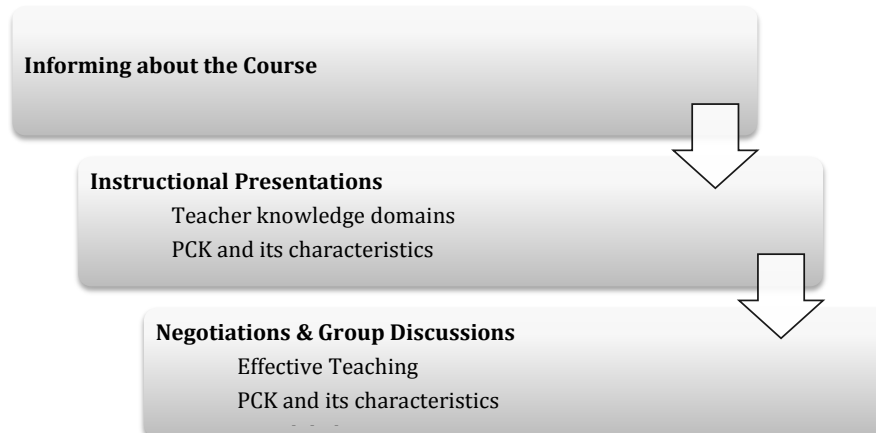 Informing about the Course
Instructional Presentations
Teacher knowledge domains
PCK and its characteristics
Negotiations & Group Discussions
Effective Teaching
PCK and its characteristics